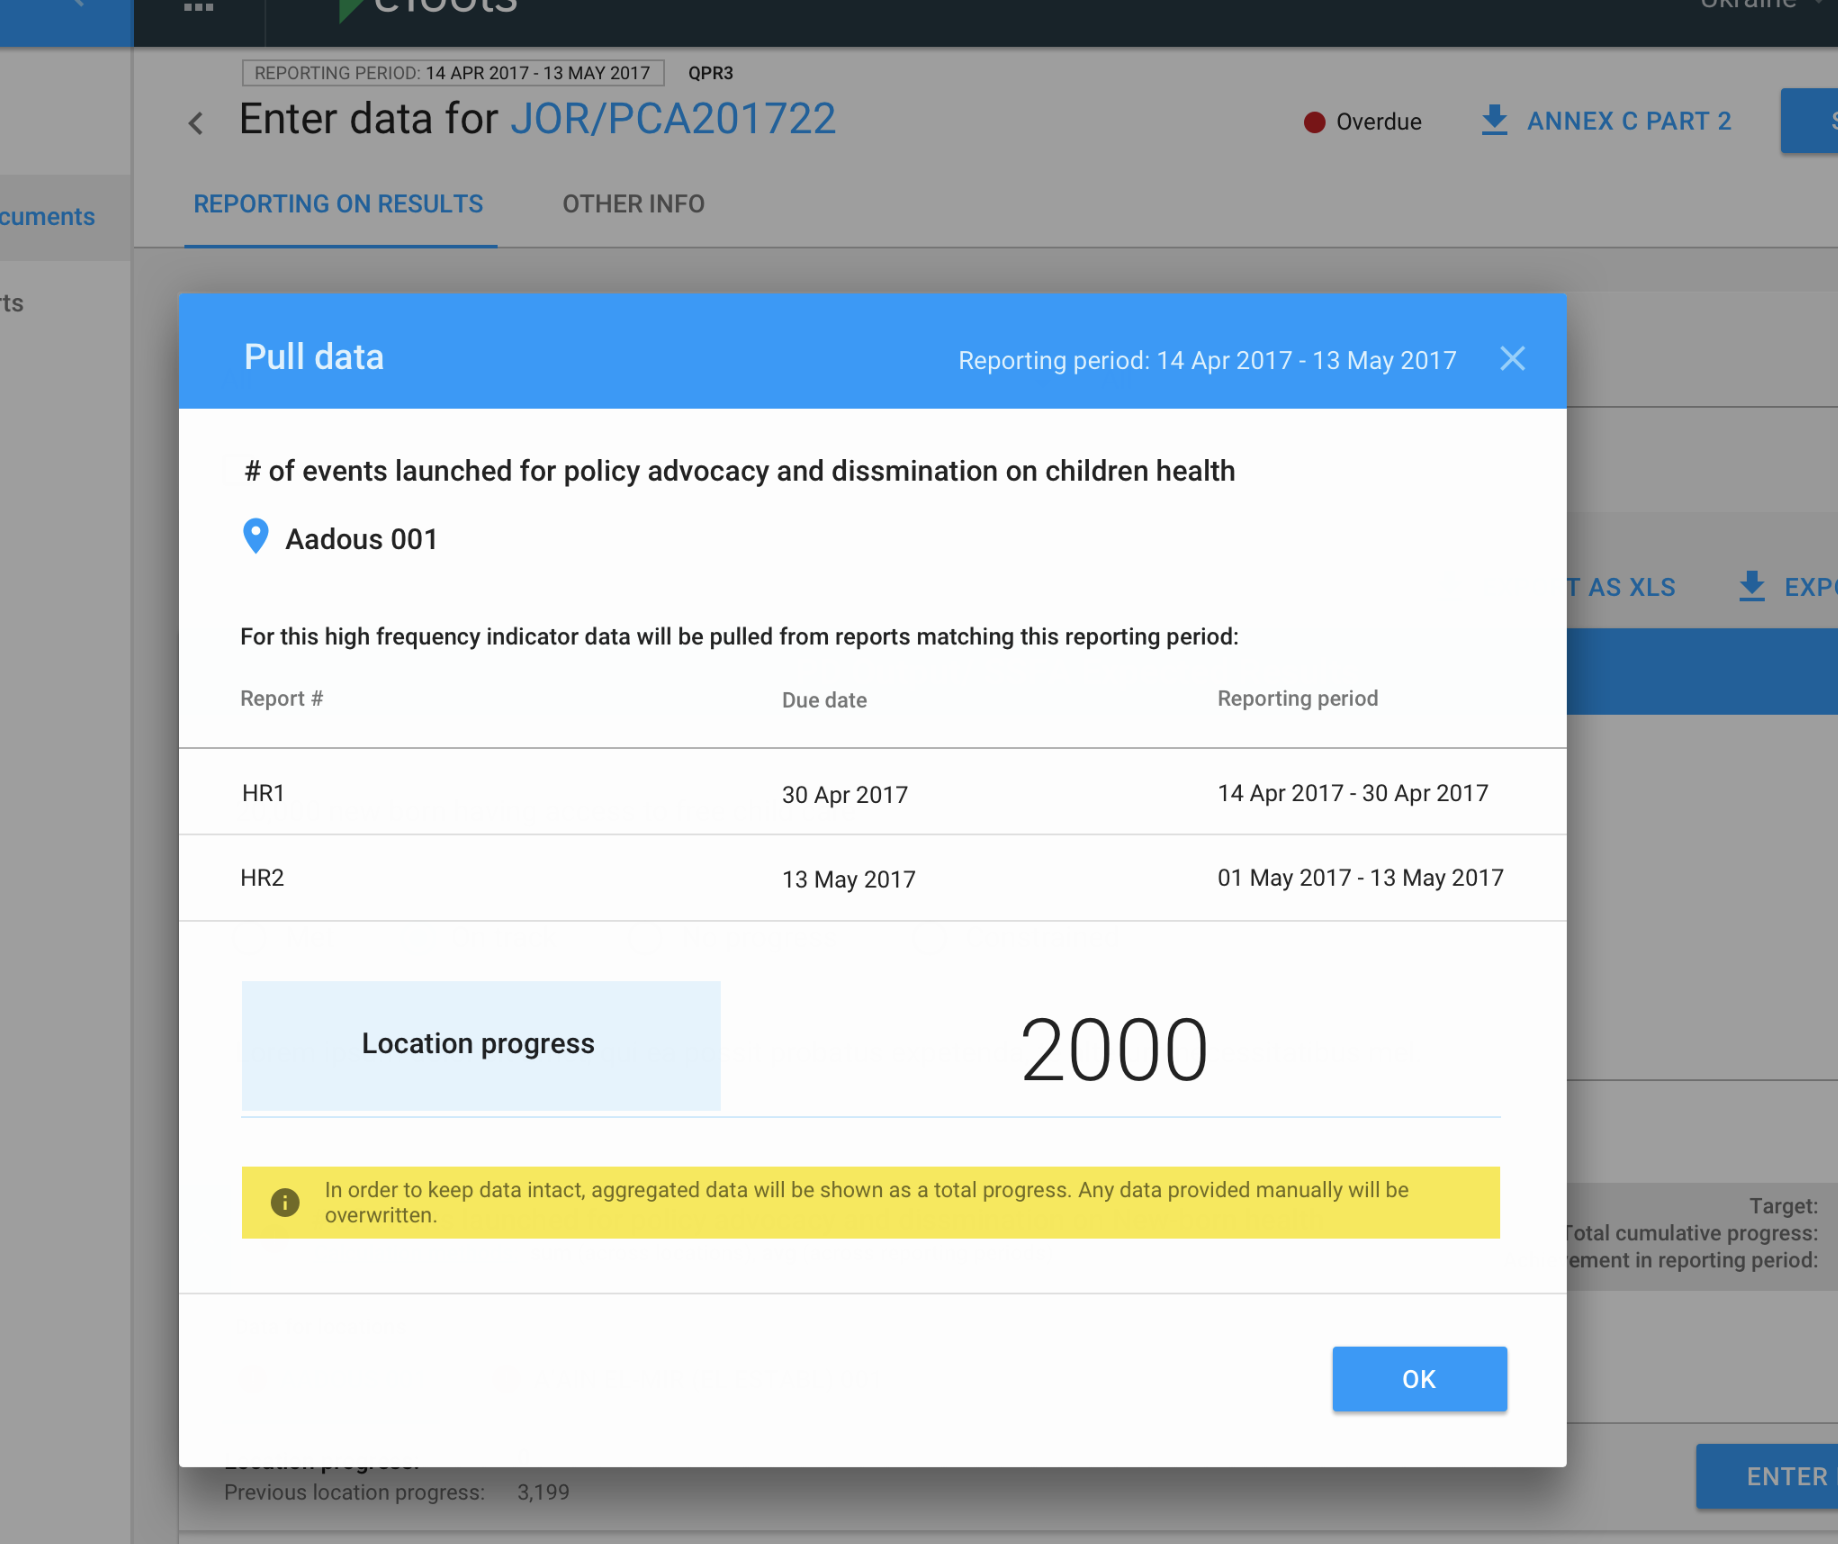 eTools
Ukraine
REPORTING PERIOD: 14 APR 2017 - 13 MAY 2017 QPR3
Enter data for JOR/PCA201722
Overdue
ANNEX C PART 2
REPORTING ON RESULTS
OTHER INFO
cuments
rts
Pull data
Reporting period: 14 Apr 2017 - 13 May 2017
# of events launched for policy advocacy and dissmination on children health
Aadous 001
T AS XLS
EXPO
For this high frequency indicator data will be pulled from reports matching this reporting period:
Report # Due date Reporting period
HR1 30 Apr 2017 14 Apr 2017 - 30 Apr 2017
HR2 13 May 2017 01 May 2017 - 13 May 2017
Location progress 2000
In order to keep data intact, aggregated data will be shown as a total progress. Any data provided manually will be
overwritten.
Target:
Total cumulative progress:
ement in reporting period:
OK
Location progress:
Previous location progress: 3,199
ENTER